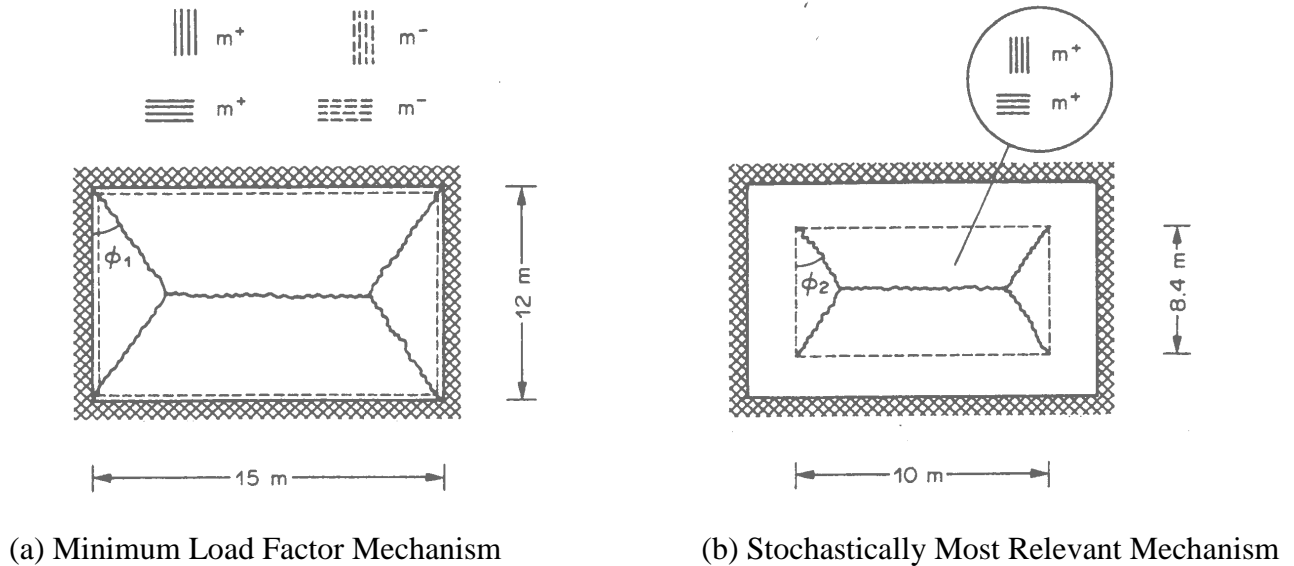 m⁺ m⁻
m⁺ m⁻
ϕ₁
12 m
15 m
(a) Minimum Load Factor Mechanism
m⁺
m⁺
ϕ₂
8.4 m
10 m
(b) Stochastically Most Relevant Mechanism